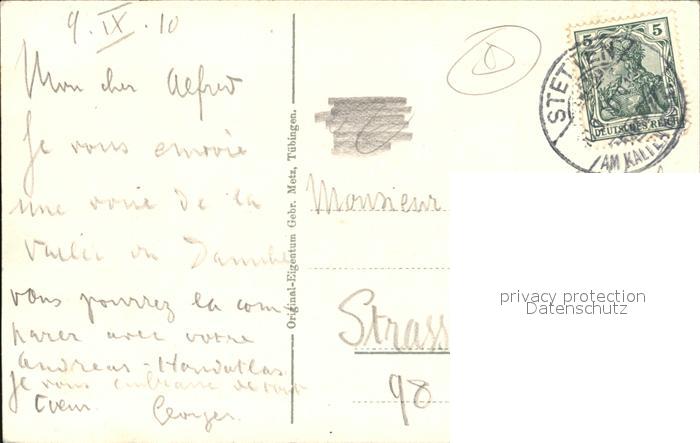 9. IX. 10
Mon cher Alfred
Je vous envoie
une vue de la
Vallée du Danube
vous pourrez la com-
parer avec votre
Andrees-Handatlas
Je vous embrasse de tout
Cœur. Georges.
Original-Eigentum Gebr. Metz, Tübingen.
5 5
DEUTSCHES REICH
STETTEN
AM KALTE
Monsieur
Strass
98
privacy protection
Datenschutz